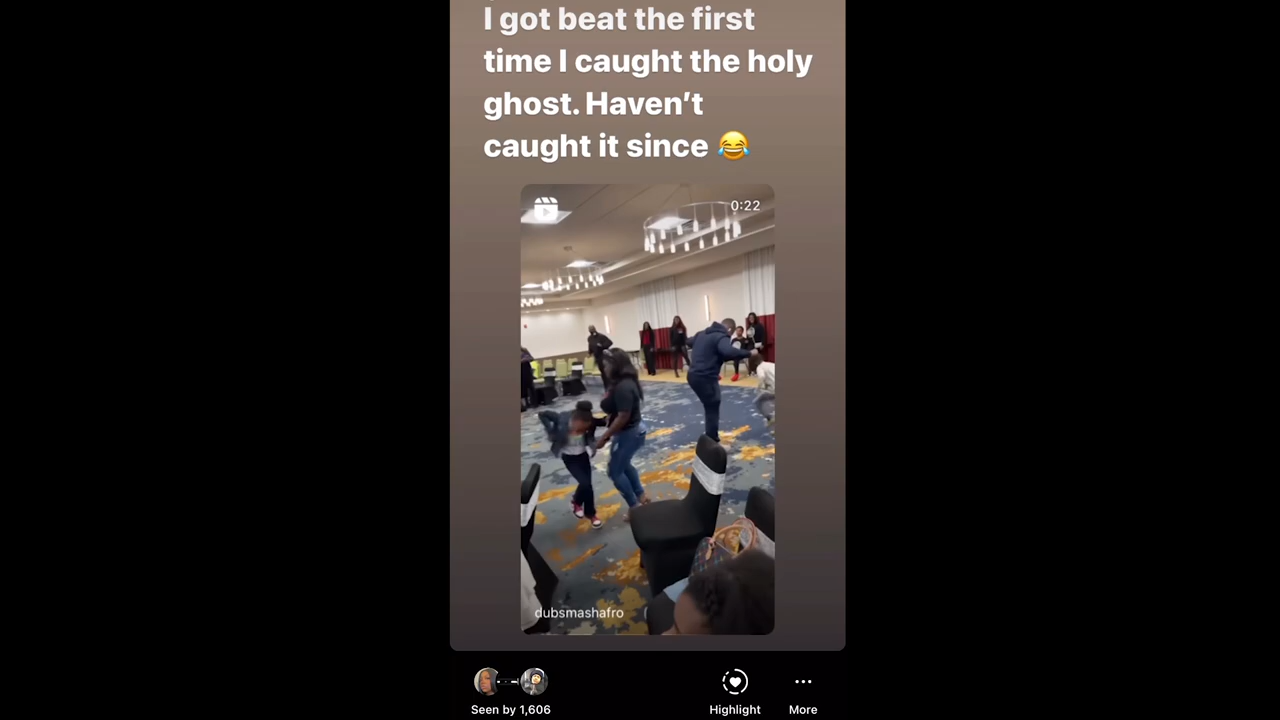 I got beat the first
time I caught the holy
ghost. Haven’t
caught it since 😂
0:22
dubsmashafro
Seen by 1,606
Highlight
More